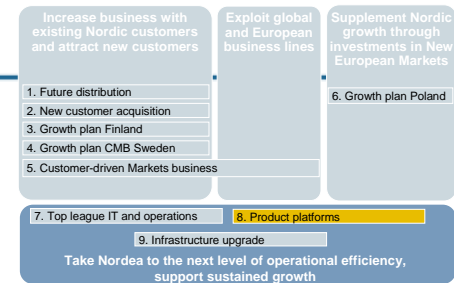 Increase business with
existing Nordic customers
and attract new customers
Exploit global
and European
business lines
Supplement Nordic
growth through
investments in New
European Markets
1. Future distribution
2. New customer acquisition
3. Growth plan Finland
4. Growth plan CMB Sweden
5. Customer-driven Markets business
6. Growth plan Poland
7. Top league IT and operations
8. Product platforms
9. Infrastructure upgrade
Take Nordea to the next level of operational efficiency,
support sustained growth